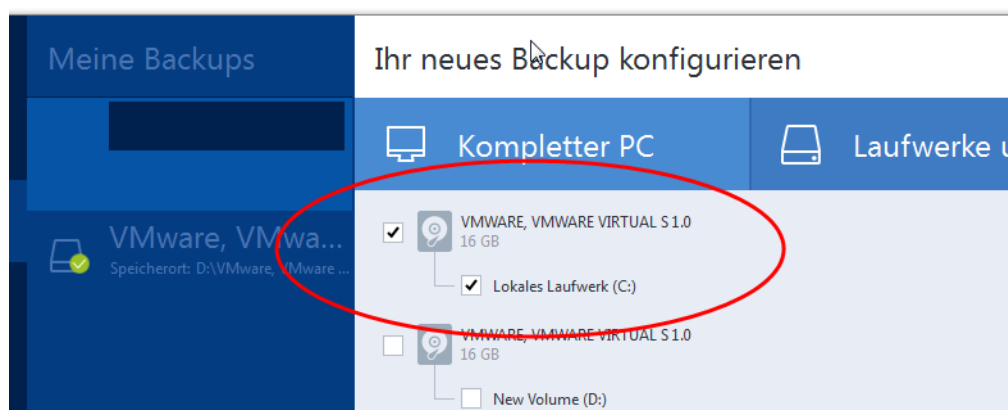 Meine Backups
Ihr neues Backup konfigurieren
Kompletter PC
Laufwerke u
VMware, VMwa...
Speicherort: D:\VMware, VMware ...
VMWARE, VMWARE VIRTUAL S 1.0
16 GB
Lokales Laufwerk (C:)
VMWARE, VMWARE VIRTUAL S 1.0
16 GB
New Volume (D:)